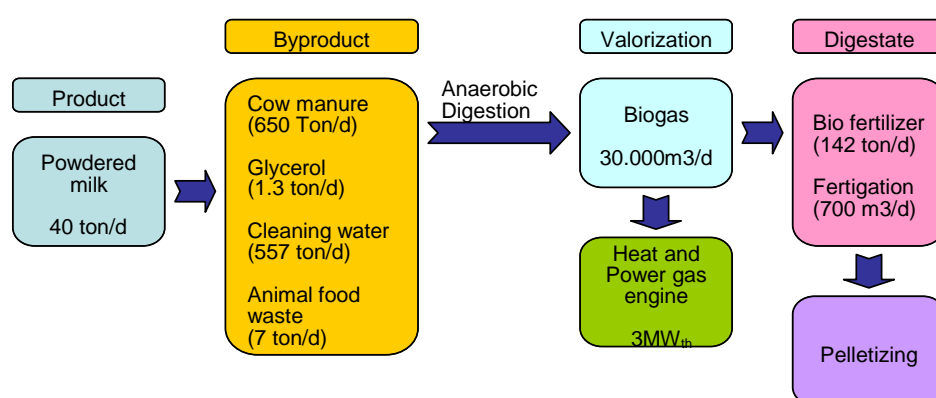 Product
Powdered
milk
40 ton/d
Byproduct
Cow manure
(650 Ton/d)
Glycerol
(1.3 ton/d)
Cleaning water
(557 ton/d)
Animal food
waste
(7 ton/d)
Anaerobic
Digestion
Valorization
Biogas
30.000m3/d
Heat and
Power gas
engine
3MWth
Digestate
Bio fertilizer
(142 ton/d)
Fertigation
(700 m3/d)
Pelletizing